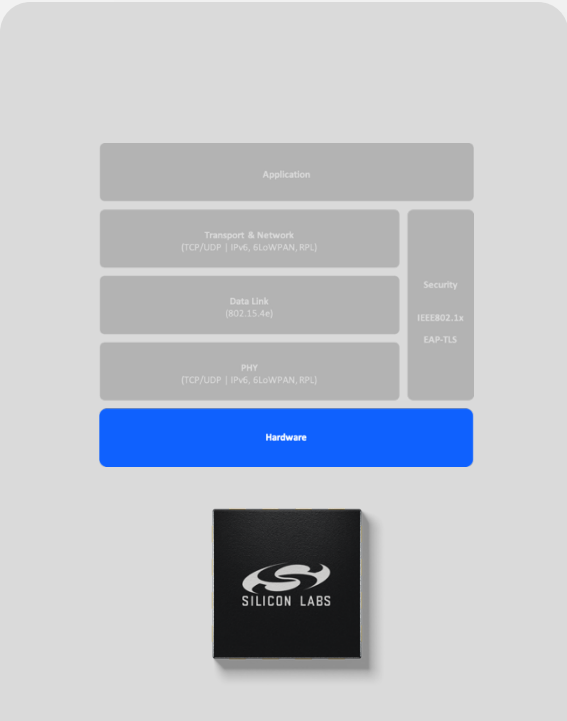 Application
Transport & Network
(TCP/UDP | IPv6, 6LoWPAN, RPL)
Data Link
(802.15.4e)
PHY
(TCP/UDP | IPv6, 6LoWPAN, RPL)
Security
IEEE802.1x
EAP-TLS
Hardware
SILICON LABS